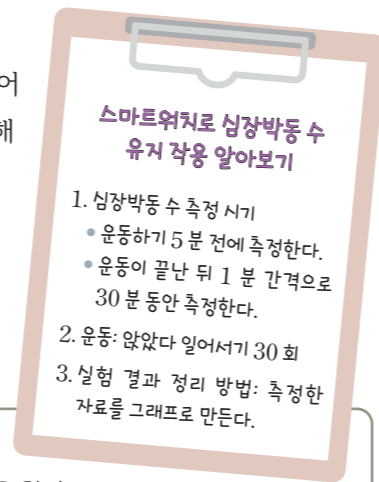 어
해
스마트워치로 심장박동 수
유지 작용 알아보기
1. 심장박동 수 측정 시기
• 운동하기 5 분 전에 측정한다.
• 운동이 끝난 뒤 1 분 간격으로
30 분 동안 측정한다.
2. 운동: 앉았다 일어서기 30 회
3. 실험 결과 정리 방법: 측정한
자료를 그래프로 만든다.